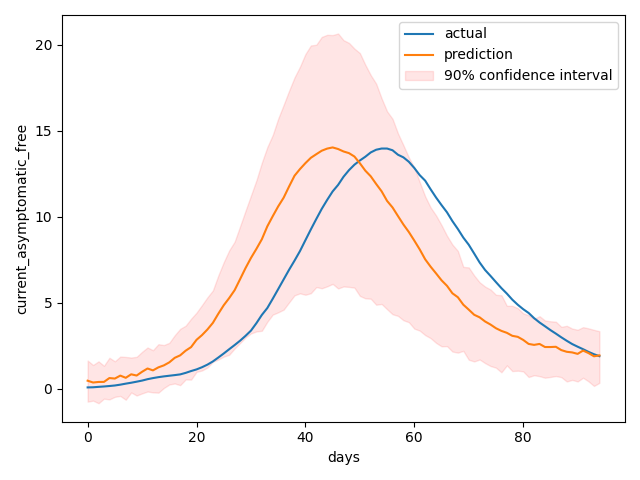 actual
prediction
90% confidence interval
current_asymptomatic_free
20
15
10
5
0
0 20 40 60 80
days